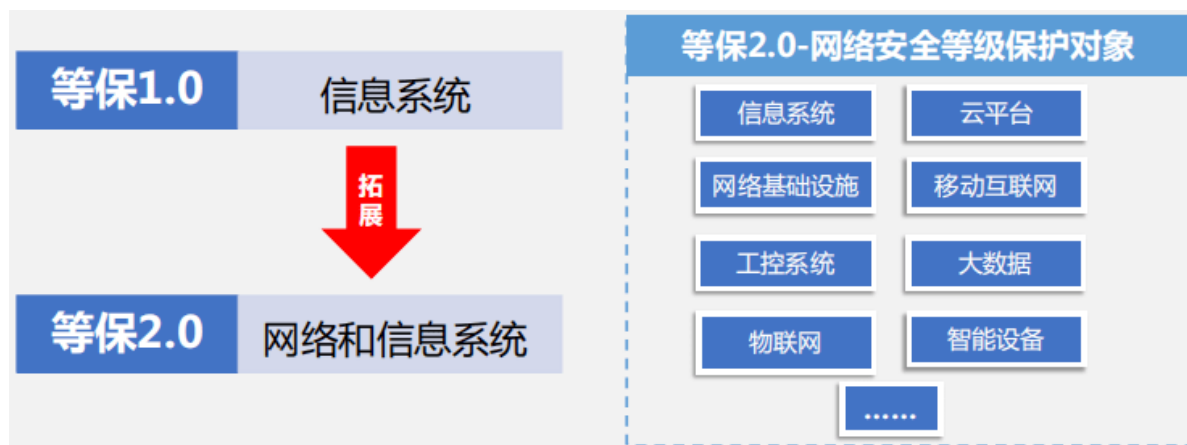 等保1.0
信息系统
拓
展
等保2.0
网络和信息系统
等保2.0-网络安全等级保护对象
信息系统
云平台
网络基础设施
移动互联网
工控系统
大数据
物联网
智能设备
......